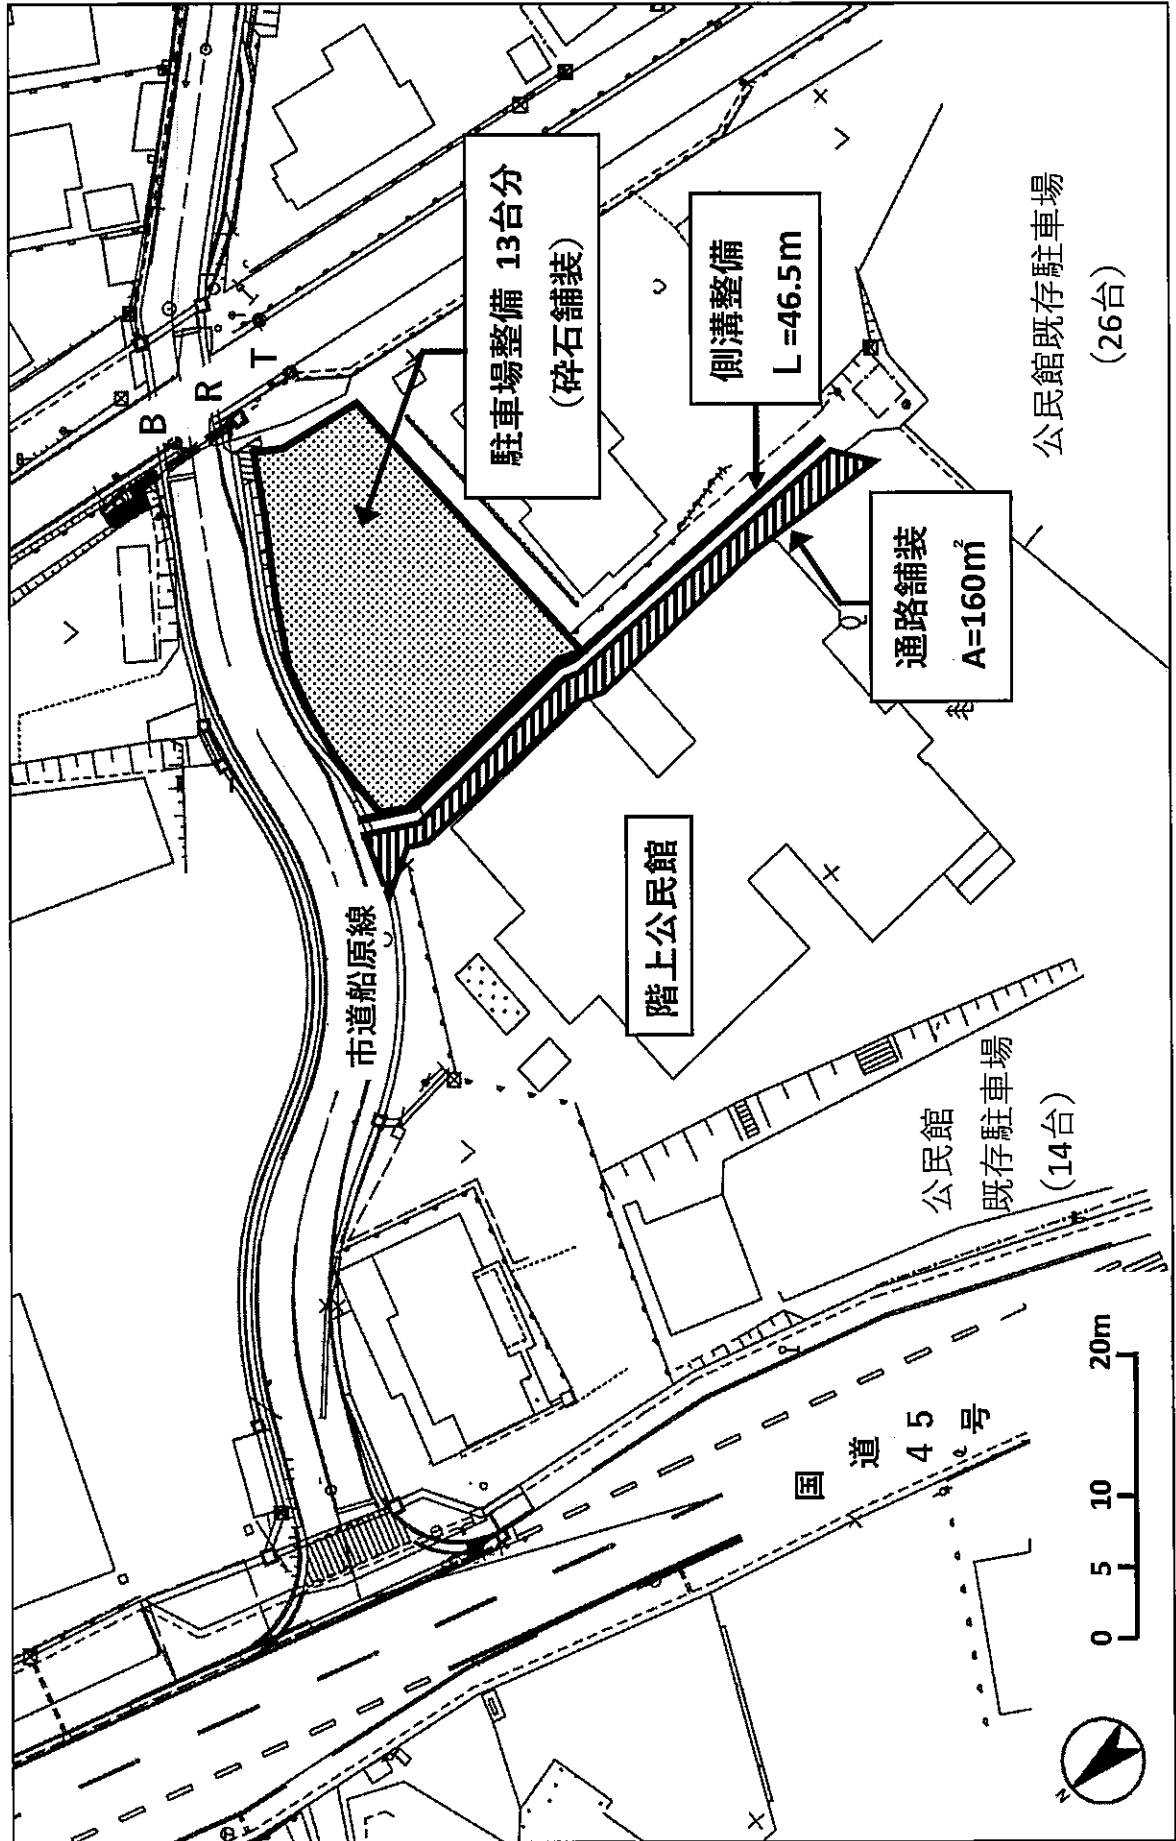 B R T
駐車場整備 13台分
(砕石舗装)
側溝整備
L=46.5m
通路舗装
A=160㎡
市道船原線
階上公民館
公民館既存駐車場
(26台)
公民館
既存駐車場
(14台)
国道45号
0 5 10 20m
N